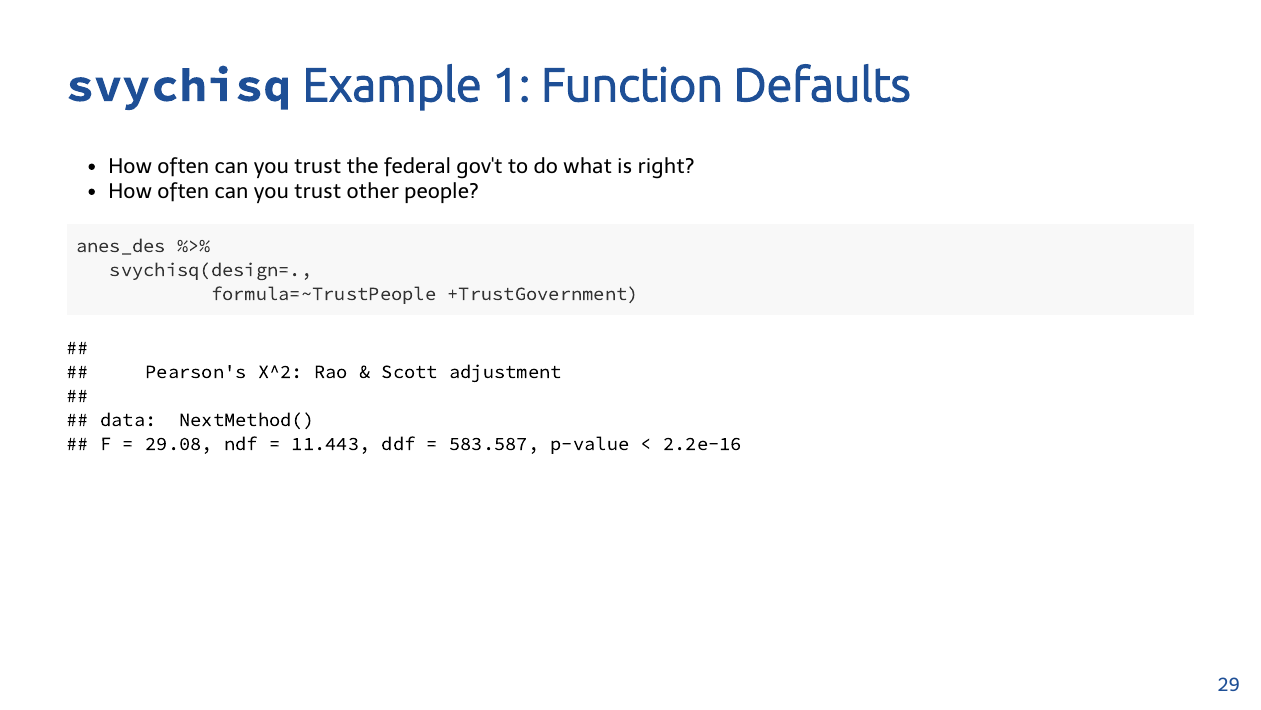 svychisq Example 1: Function Defaults
• How often can you trust the federal gov't to do what is right?
• How often can you trust other people?
anes_des %>%
   svychisq(design=.,
            formula=~TrustPeople +TrustGovernment)
##
##     Pearson's X^2: Rao & Scott adjustment
##
## data:  NextMethod()
## F = 29.08, ndf = 11.443, ddf = 583.587, p-value < 2.2e-16
29